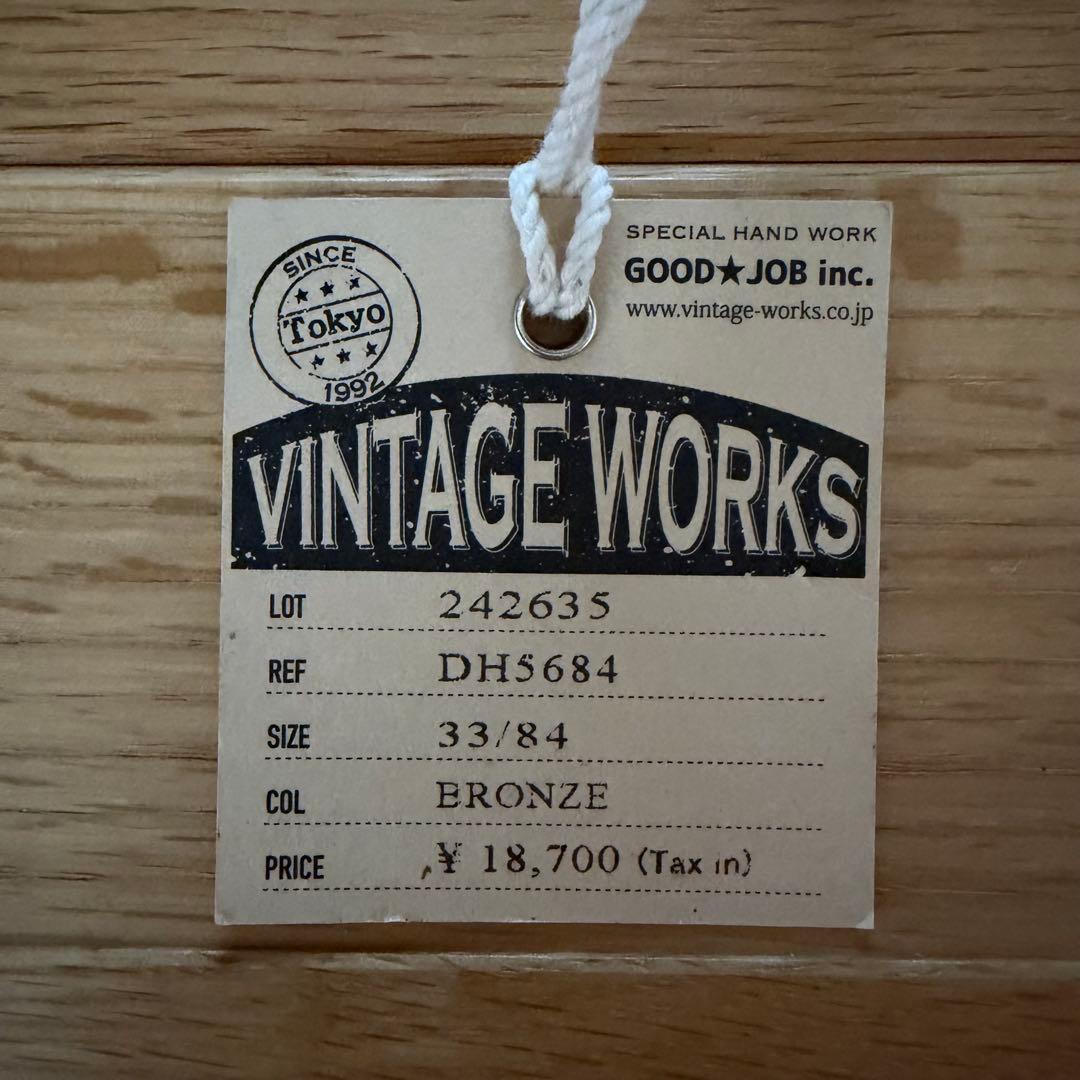 SINCE
★ ★ ★
Tokyo
★ ★ ★
1992
SPECIAL HAND WORK
GOOD★JOB inc.
www.vintage-works.co.jp
VINTAGE WORKS
LOT 242635
REF DH5684
SIZE 33/84
COL BRONZE
PRICE ¥ 18,700 (Tax in)